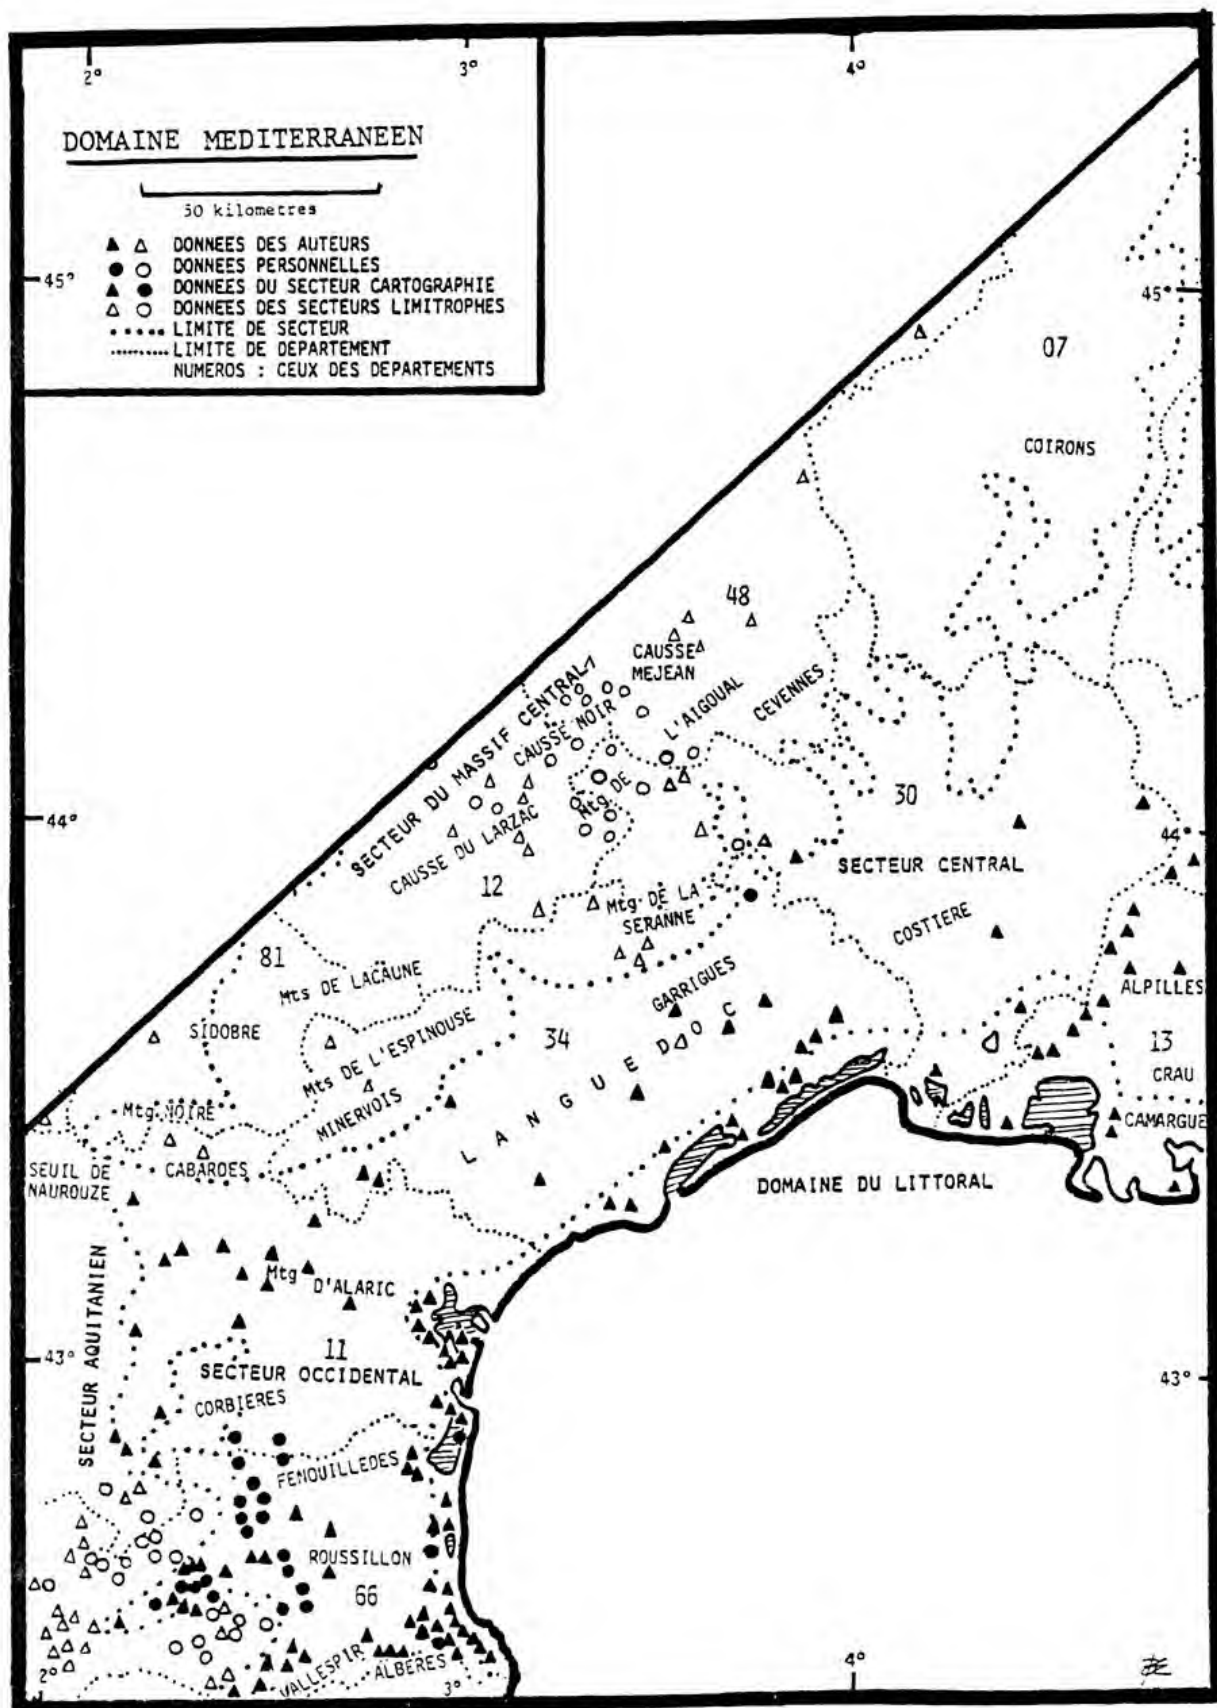 2°
3°
4°
DOMAINE MEDITERRANEEN
50 kilometres
DONNEES DES AUTEURS
DONNEES PERSONNELLES
DONNEES DU SECTEUR CARTOGRAPHIE
DONNEES DES SECTEURS LIMITROPHES
LIMITE DE SECTEUR
LIMITE DE DEPARTEMENT
NUMEROS : CEUX DES DEPARTEMENTS
45°
45°
07
COIRONS
48
CAUSSE
MEJEAN
SECTEUR DU MASSIF CENTRAL
CAUSSE NOIR
L'AIGOUAL
CEVENNES
Mtg DE
30
44°
44°
CAUSSE DU LARZAC
SECTEUR CENTRAL
12
Mtg DE LA
SERANNE
COSTIERE
81
Mts DE LACAUNE
GARRIGUES
ALPILLES
SIDOBRE
34
13
Mts DE L'ESPINOUSE
CRAU
Mtg NOIRE
MINERVOIS
LANGUEDOC
CAMARGUE
SEUIL DE
NAUROUZE
CABARDES
DOMAINE DU LITTORAL
SECTEUR AQUITANIEN
Mtg D'ALARIC
11
43°
43°
SECTEUR OCCIDENTAL
CORBIERES
FENOUILLEDES
ROUSSILLON
66
VALLESPIR
ALBERES
2°
3°
4°